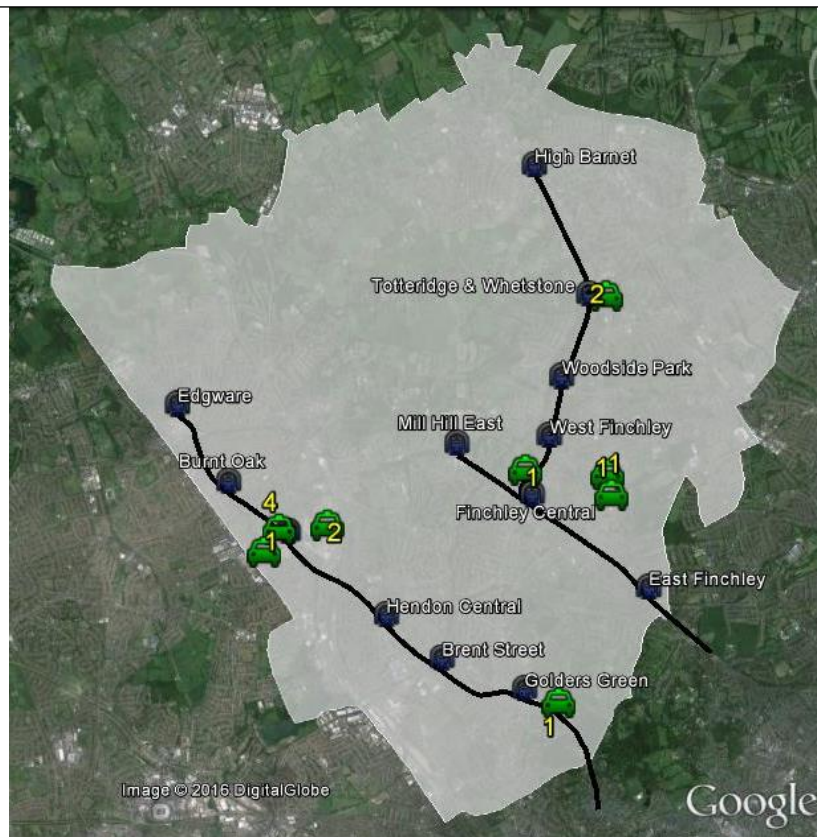 High Barnet
Totteridge & Whetstone
2
Woodside Park
Edgware
Mill Hill East
West Finchley
Burnt Oak
1
11
4
Finchley Central
1
2
East Finchley
Hendon Central
Brent Street
Golders Green
1
Image © 2016 DigitalGlobe
Google